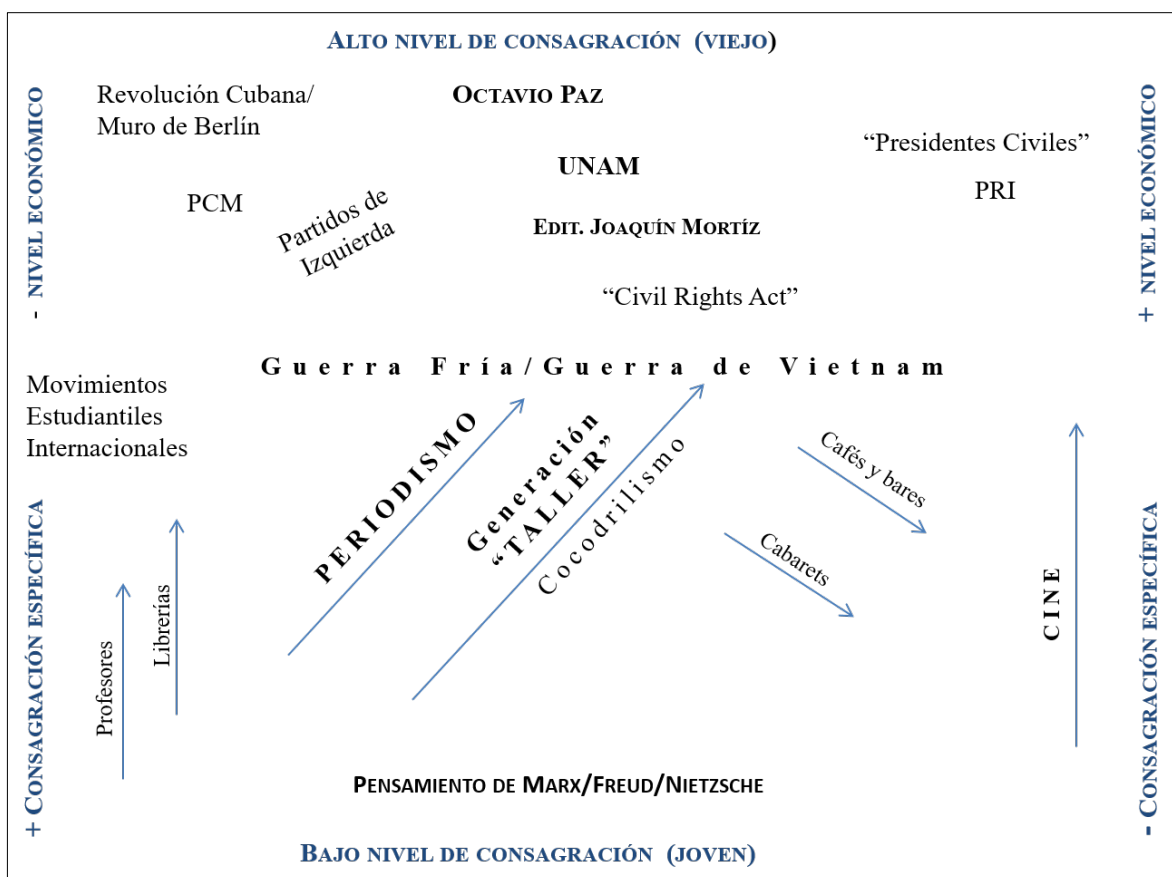 ALTO NIVEL DE CONSAGRACIÓN (VIEJO)
- NIVEL ECONÓMICO
+ NIVEL ECONÓMICO
Revolución Cubana/
Muro de Berlín
OCTAVIO PAZ
"Presidentes Civiles"
UNAM
PRI
PCM
Partidos de
Izquierda
EDIT. JOAQUÍN MORTÍZ
"Civil Rights Act"
Guerra Fría/Guerra de Vietnam
Movimientos
Estudiantiles
Internacionales
PERIODISMO
Generación
"TALLER"
Cocodrilismo
Cafés y bares
Cabarets
CINE
Librerías
Profesores
+ CONSAGRACIÓN ESPECÍFICA
- CONSAGRACIÓN ESPECÍFICA
PENSAMIENTO DE MARX/FREUD/NIETZSCHE
BAJO NIVEL DE CONSAGRACIÓN (JOVEN)